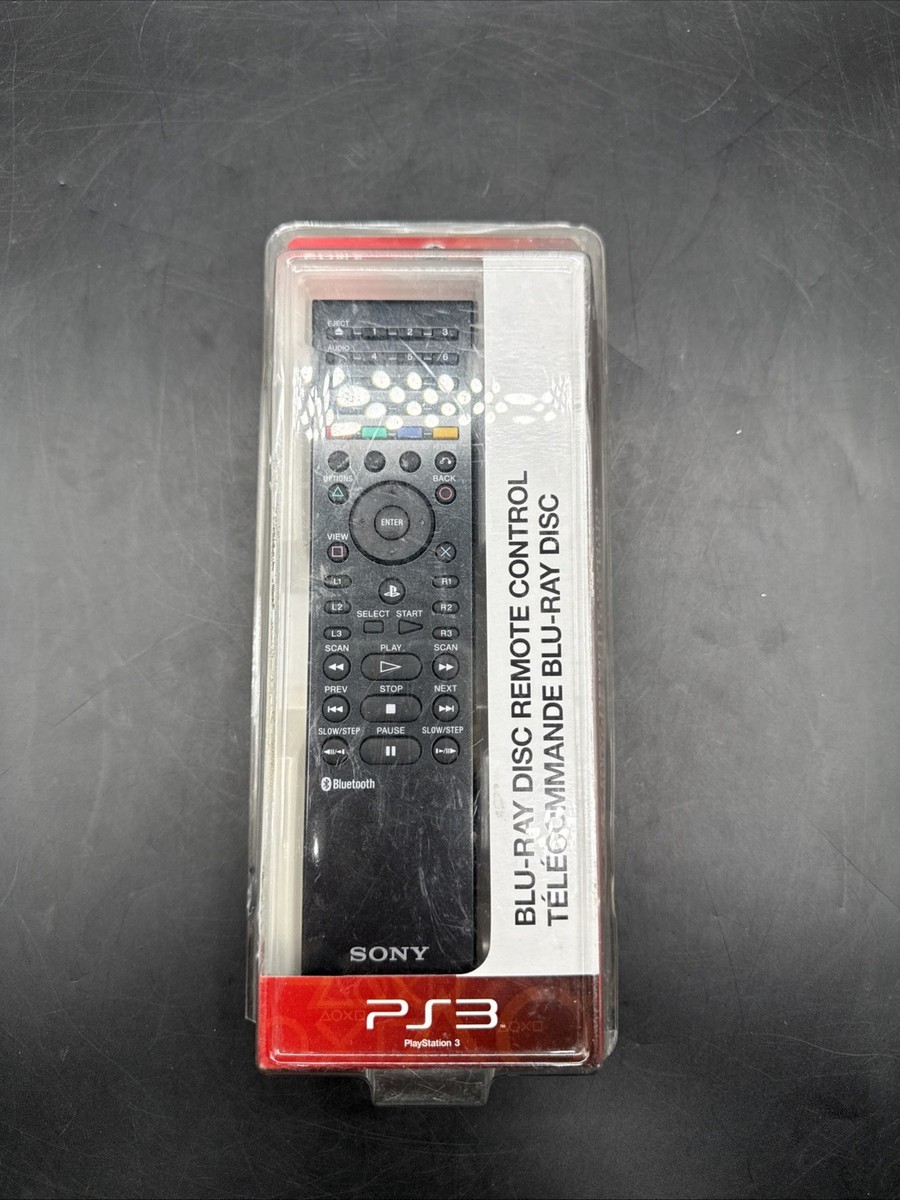 EJECT
1 2 3
AUDIO
4 5 6
OPTIONS
BACK
ENTER
VIEW
L1 R1
L2 R2
SELECT START
L3 R3
SCAN PLAY SCAN
PREV STOP NEXT
SLOW/STEP PAUSE SLOW/STEP
Bluetooth
SONY
BLU-RAY DISC REMOTE CONTROL
TÉLÉCOMMANDE BLU-RAY DISC
PS3
PlayStation 3